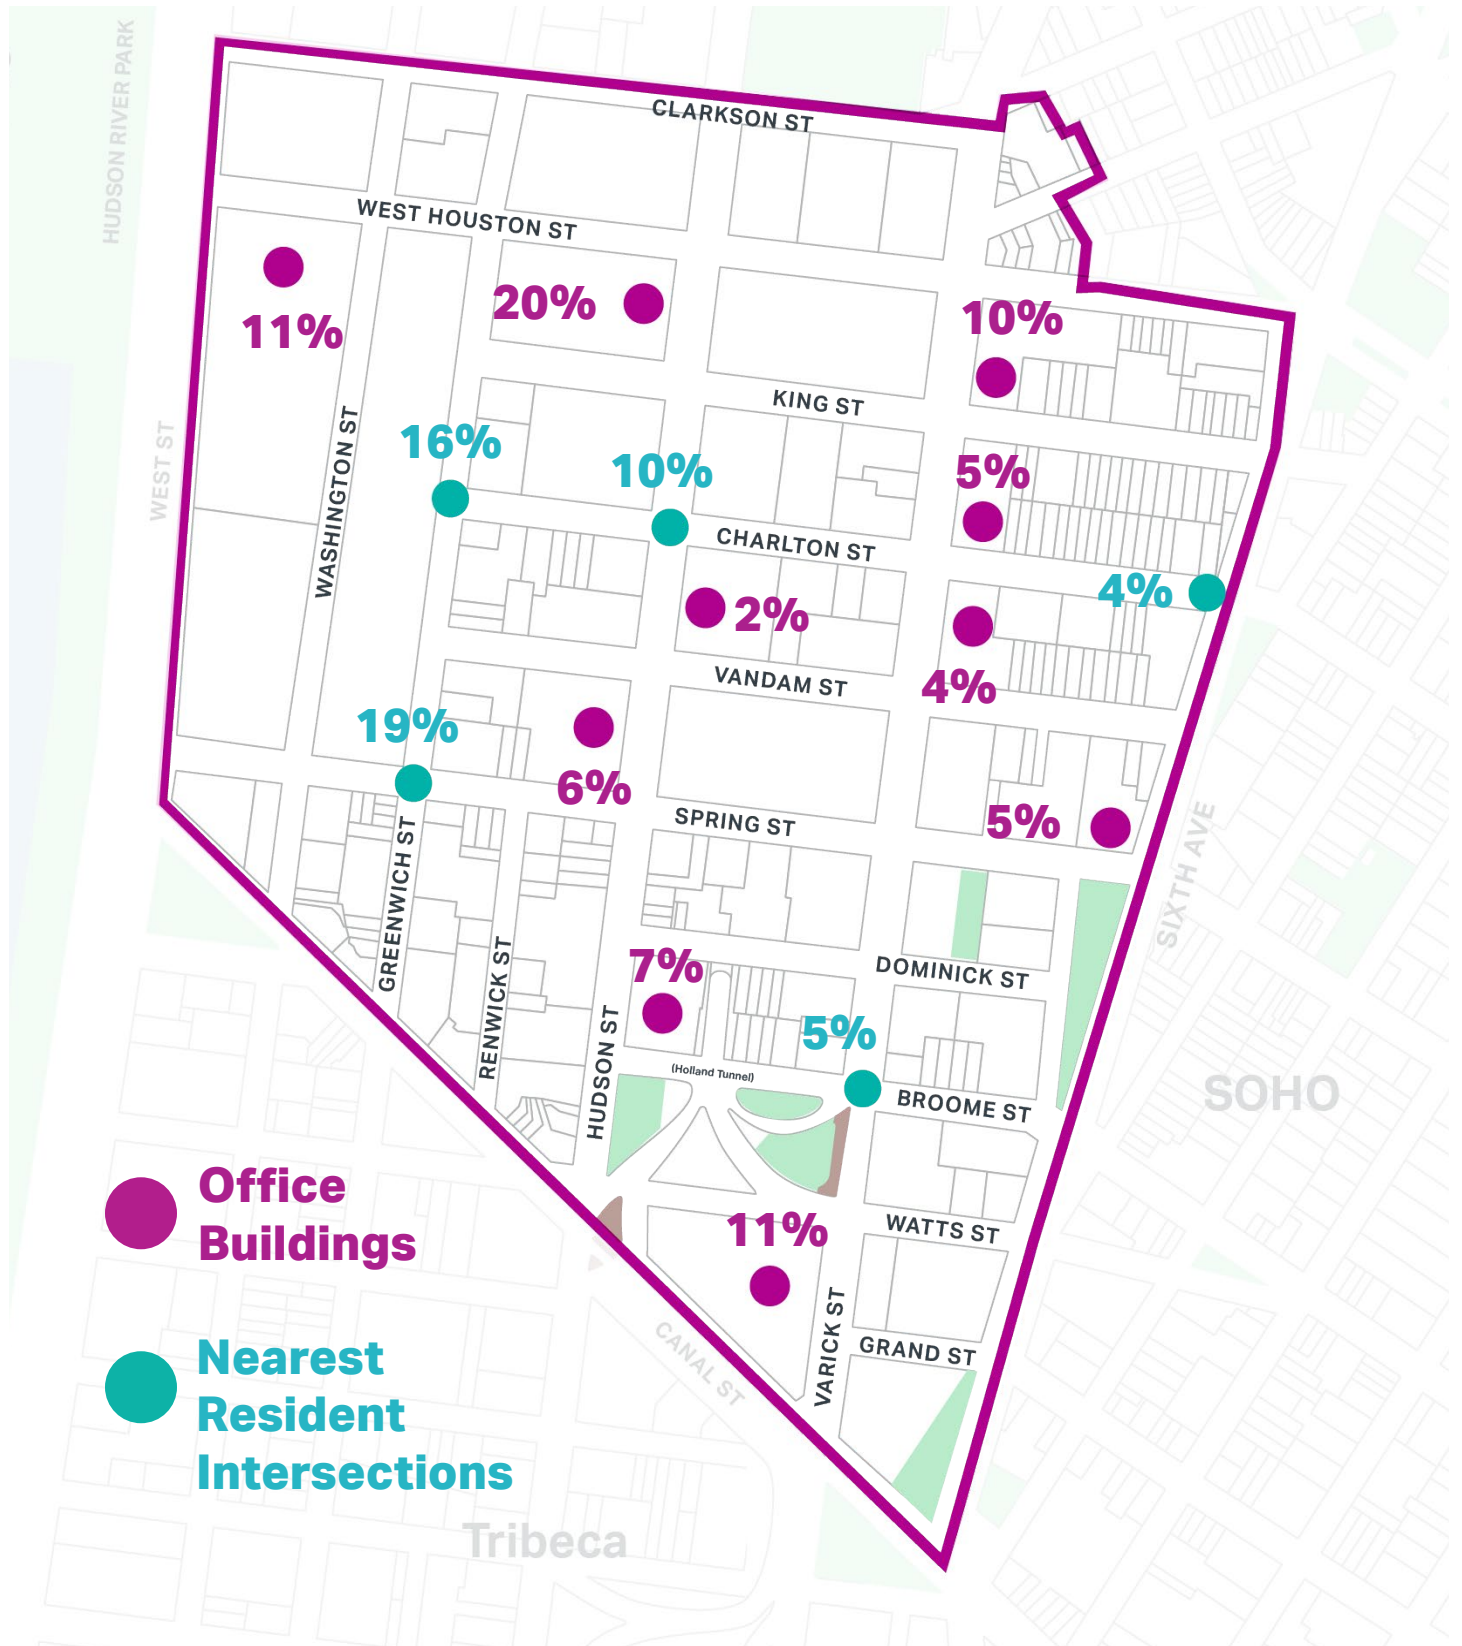 HUDSON RIVER PARK
CLARKSON ST
WEST HOUSTON ST
11%
20%
10%
KING ST
WEST ST
WASHINGTON ST
16%
10%
5%
CHARLTON ST
4%
2%
4%
VANDAM ST
19%
6%
5%
SPRING ST
SIXTH AVE
GREENWICH ST
RENWICK ST
7%
DOMINICK ST
5%
HUDSON ST
(Holland Tunnel)
BROOME ST
SOHO
Office
Buildings
11%
WATTS ST
VARICK ST
GRAND ST
CANAL ST
Nearest
Resident
Intersections
Tribeca